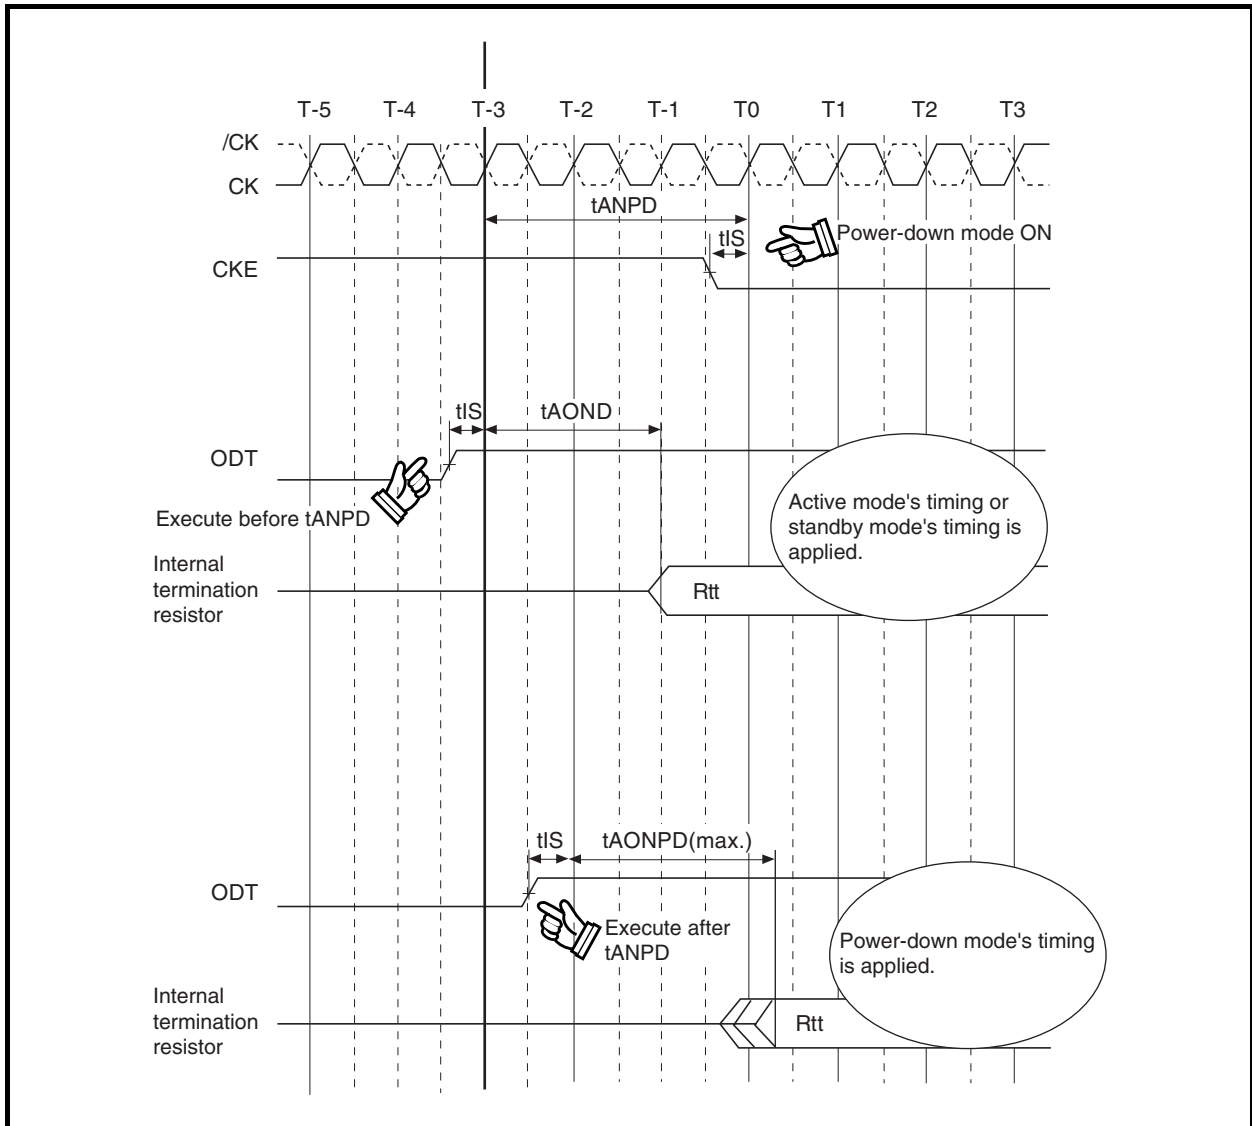 T-5 T-4 T-3 T-2 T-1 T0 T1 T2 T3
/CK
CK
tANPD
tIS
Power-down mode ON
CKE
tIS
tAOND
ODT
Execute before tANPD
Active mode's timing or
standby mode's timing is
applied.
Internal
termination
resistor
Rtt
tIS
tAONPD(max.)
ODT
Execute after
tANPD
Power-down mode's timing
is applied.
Internal
termination
resistor
Rtt